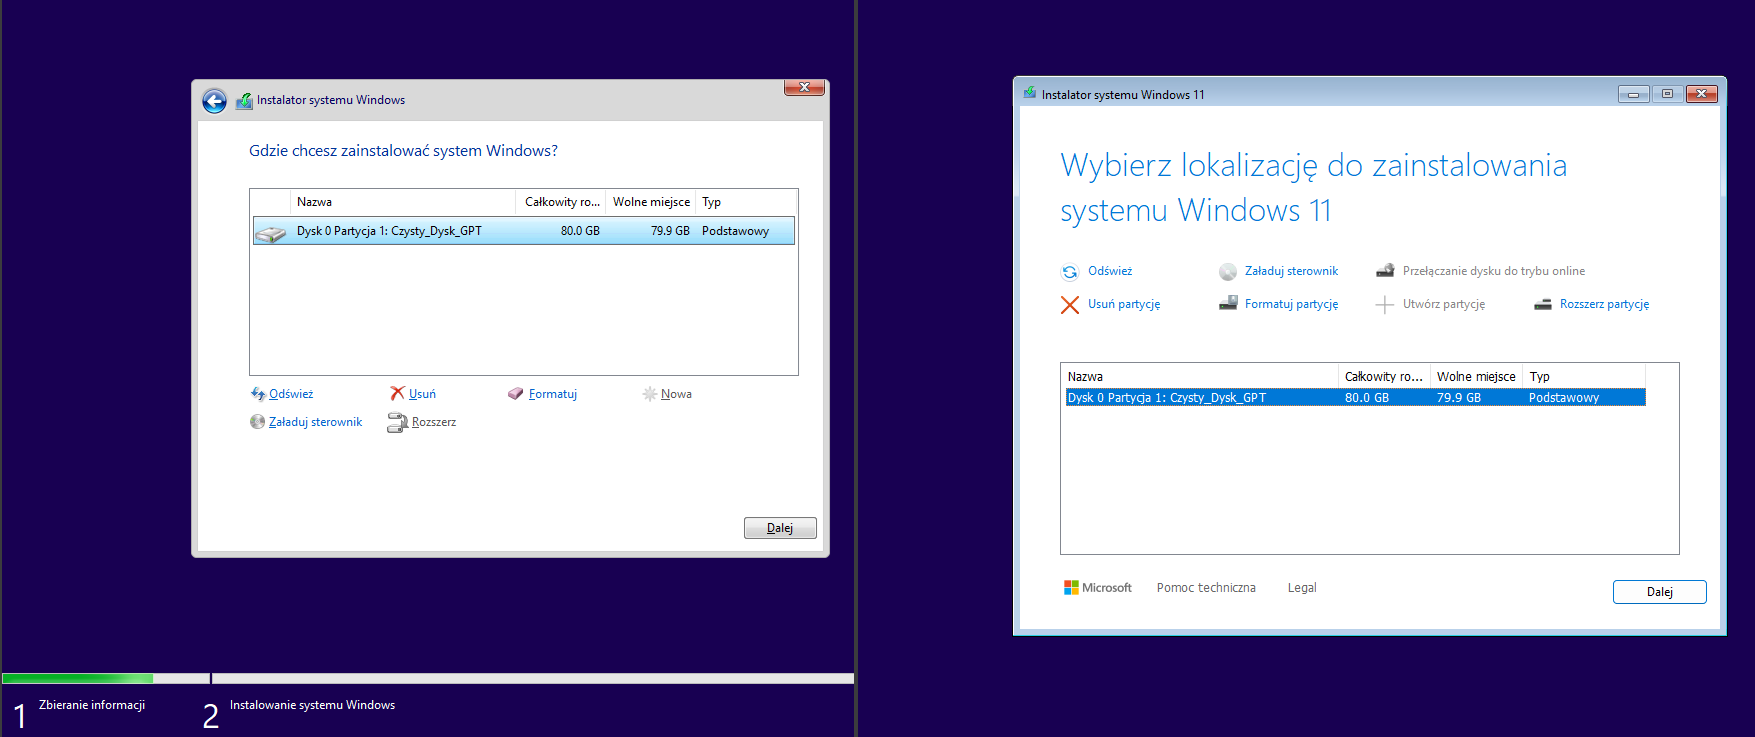 Instalator systemu Windows
Gdzie chcesz zainstalować system Windows?
Nazwa Całkowity ro... Wolne miejsce Typ
Dysk 0 Partycja 1: Czysty_Dysk_GPT 80.0 GB 79.9 GB Podstawowy
Odśwież Usuń Formatuj Nowa
Załaduj sterownik Rozszerz
Dalej
1 Zbieranie informacji 2 Instalowanie systemu Windows
Instalator systemu Windows 11
Wybierz lokalizację do zainstalowania
systemu Windows 11
Odśwież Załaduj sterownik Przełączanie dysku do trybu online
Usuń partycję Formatuj partycję Utwórz partycję Rozszerz partycję
Nazwa Całkowity ro... Wolne miejsce Typ
Dysk 0 Partycja 1: Czysty_Dysk_GPT 80.0 GB 79.9 GB Podstawowy
Microsoft Pomoc techniczna Legal
Dalej